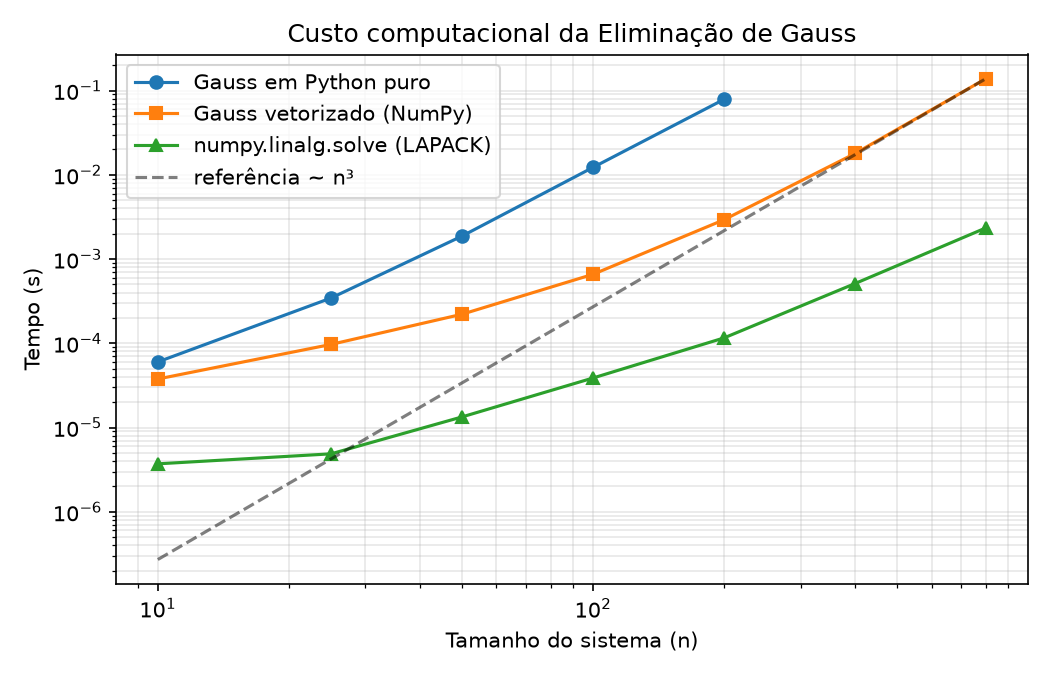 Custo computacional da Eliminação de Gauss
Gauss em Python puro
Gauss vetorizado (NumPy)
numpy.linalg.solve (LAPACK)
referência ~ n³
Tempo (s)
10⁻¹
10⁻²
10⁻³
10⁻⁴
10⁻⁵
10⁻⁶
10¹ 10²
Tamanho do sistema (n)